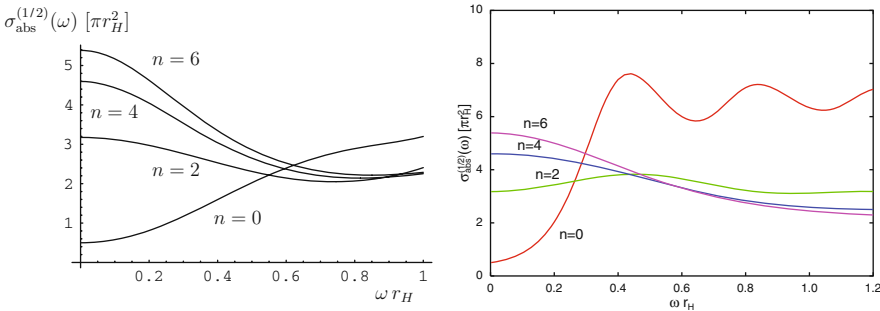 σ_abs^(1/2)(ω) [πr_H^2]
5
4
3
2
1
n = 6
n = 4
n = 2
n = 0
0.2 0.4 0.6 0.8 1
ω r_H
σ_abs^(1/2)(ω) [πr_H^2]
10
8
6
4
2
0
n=6
n=4
n=2
n=0
0 0.2 0.4 0.6 0.8 1.0 1.2
ω r_H